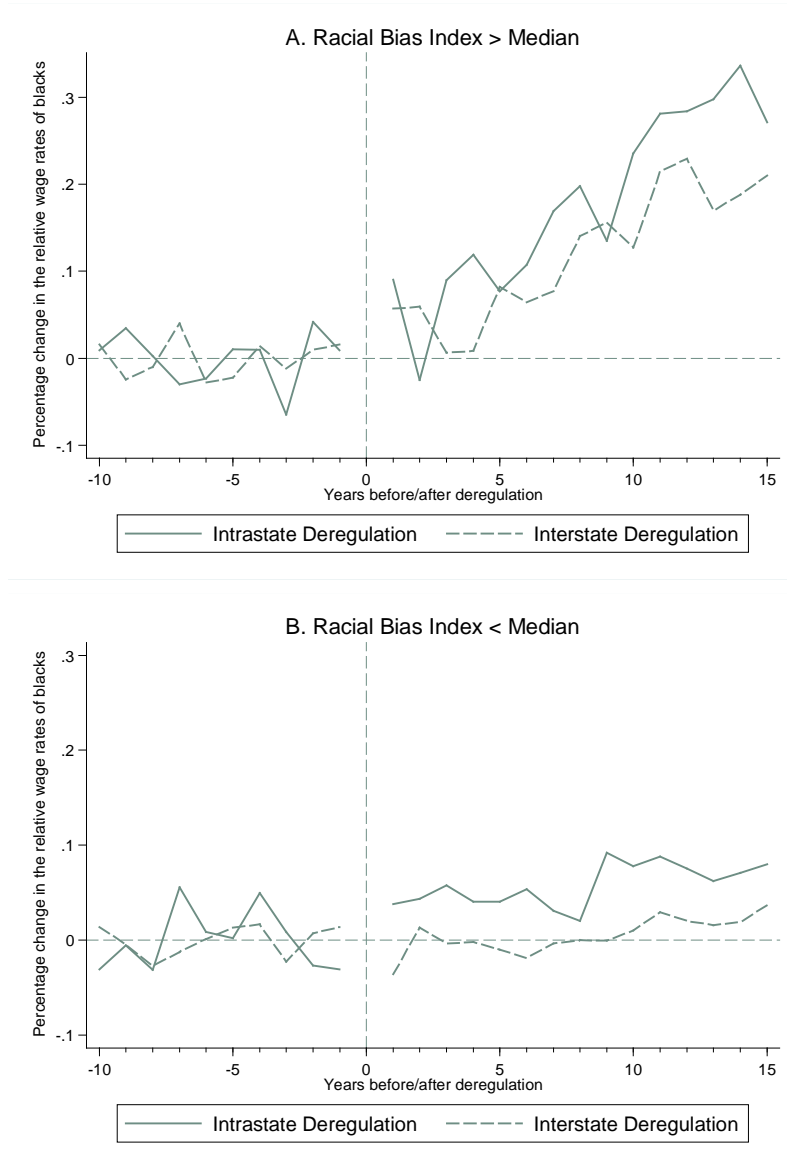 A. Racial Bias Index > Median
Percentage change in the relative wage rates of blacks
.3
.2
.1
0
-.1
-10
-5
0
5
10
15
Years before/after deregulation
Intrastate Deregulation
Interstate Deregulation
B. Racial Bias Index < Median
Percentage change in the relative wage rates of blacks
.3
.2
.1
0
-.1
-10
-5
0
5
10
15
Years before/after deregulation
Intrastate Deregulation
Interstate Deregulation